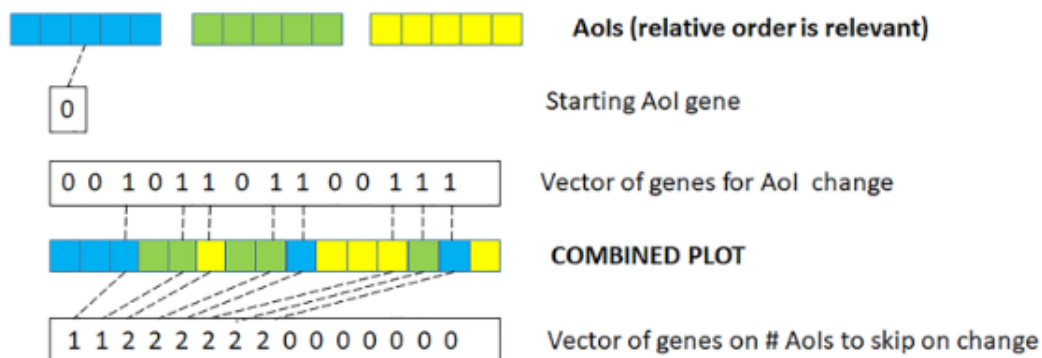 AoIs (relative order is relevant)
0
Starting AoI gene
0 0 1 0 1 1 0 1 1 0 0 1 1 1
Vector of genes for AoI change
COMBINED PLOT
1 1 2 2 2 2 2 2 0 0 0 0 0 0 0
Vector of genes on # AoIs to skip on change